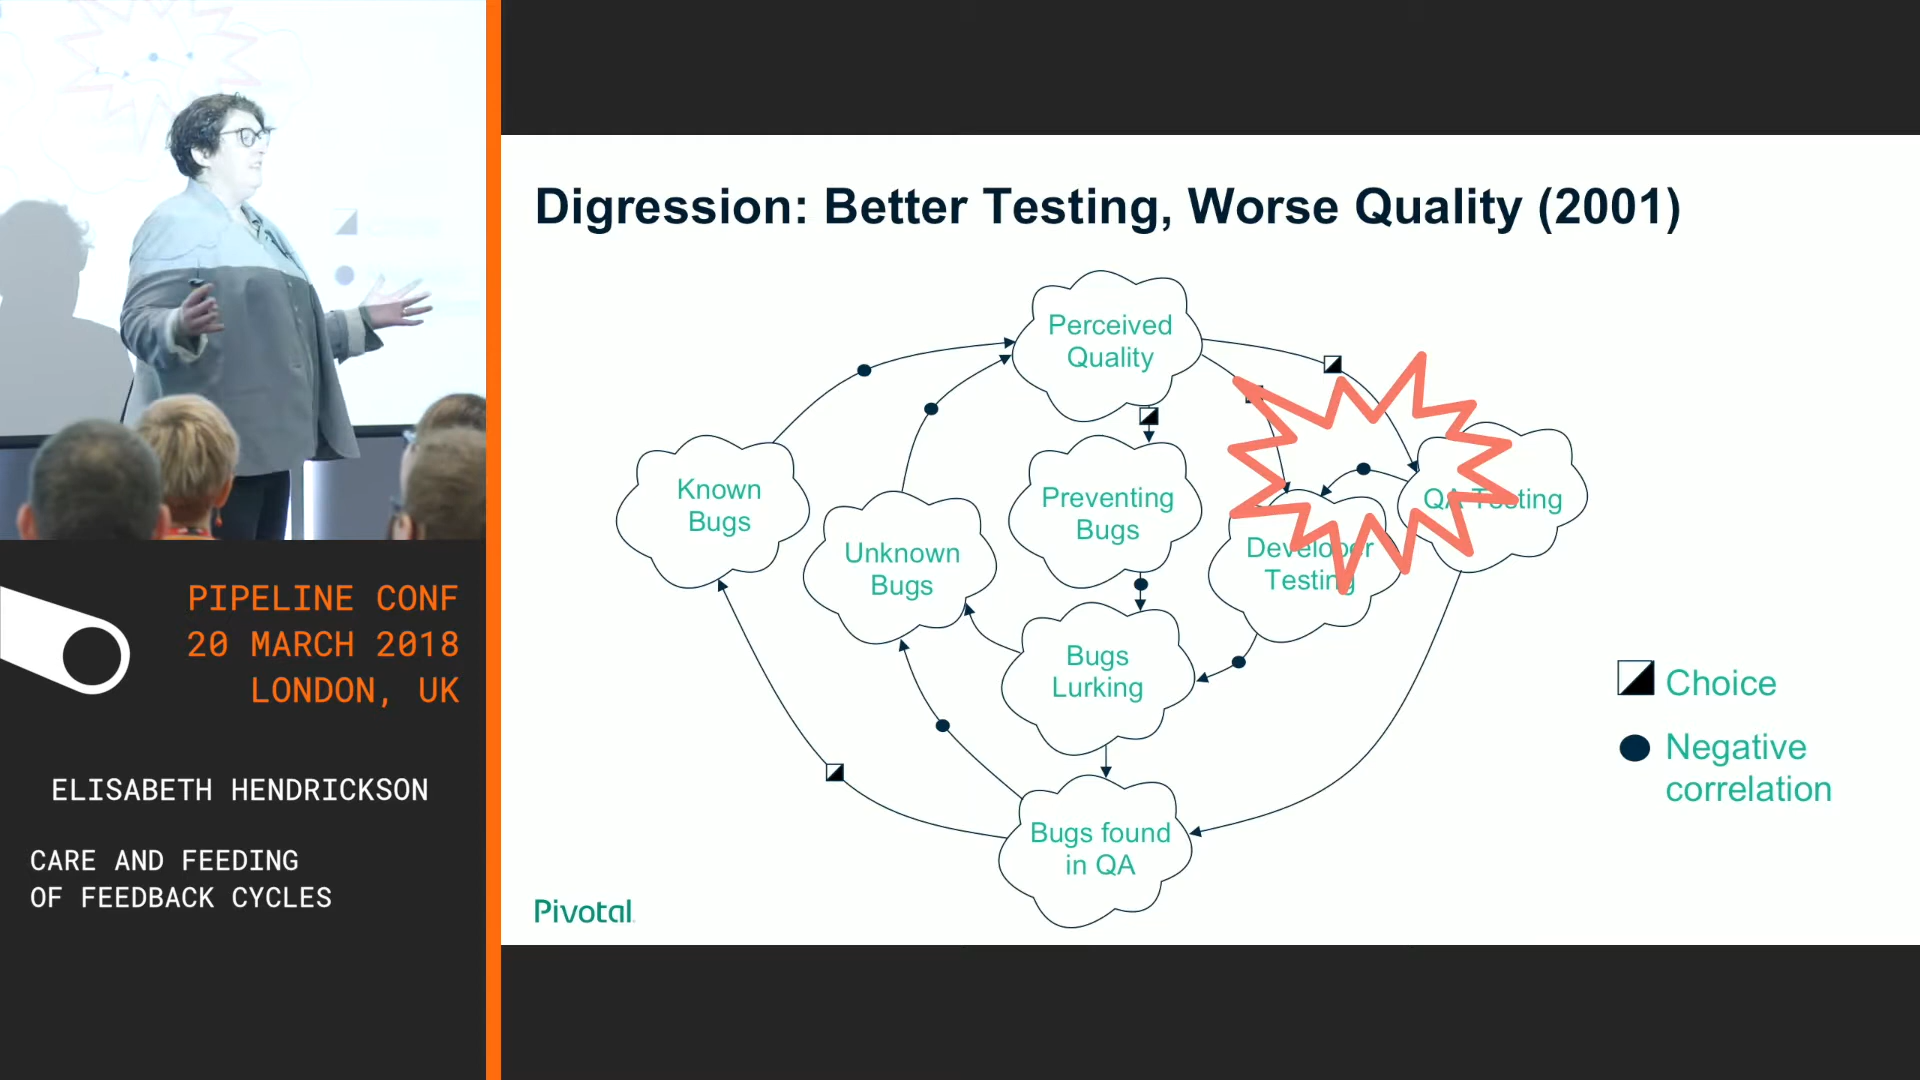 PIPELINE CONF
20 MARCH 2018
LONDON, UK
ELISABETH HENDRICKSON
CARE AND FEEDING
OF FEEDBACK CYCLES
Digression: Better Testing, Worse Quality (2001)
Perceived
Quality
Known
Bugs
Unknown
Bugs
Preventing
Bugs
Developer
Testing
QA Testing
Bugs
Lurking
Bugs found
in QA
Choice
Negative
correlation
Pivotal